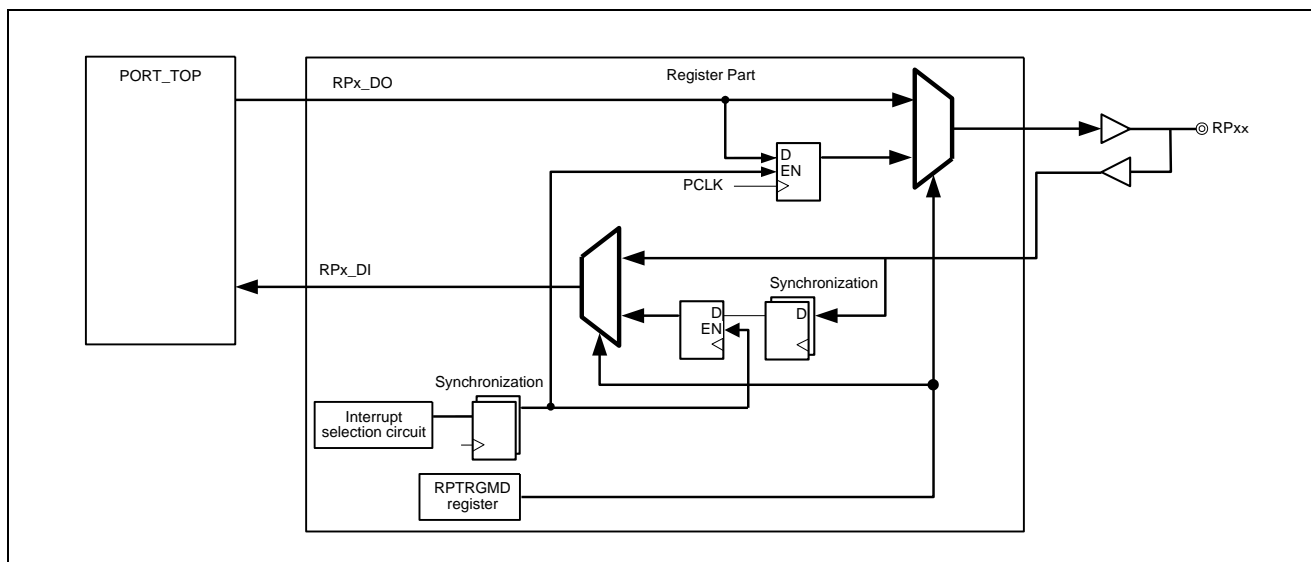 PORT_TOP
RPx_DO
Register Part
RPxx
D
EN
PCLK
RPx_DI
Synchronization
D
EN
D
Synchronization
Interrupt
selection circuit
RPTRGMD
register